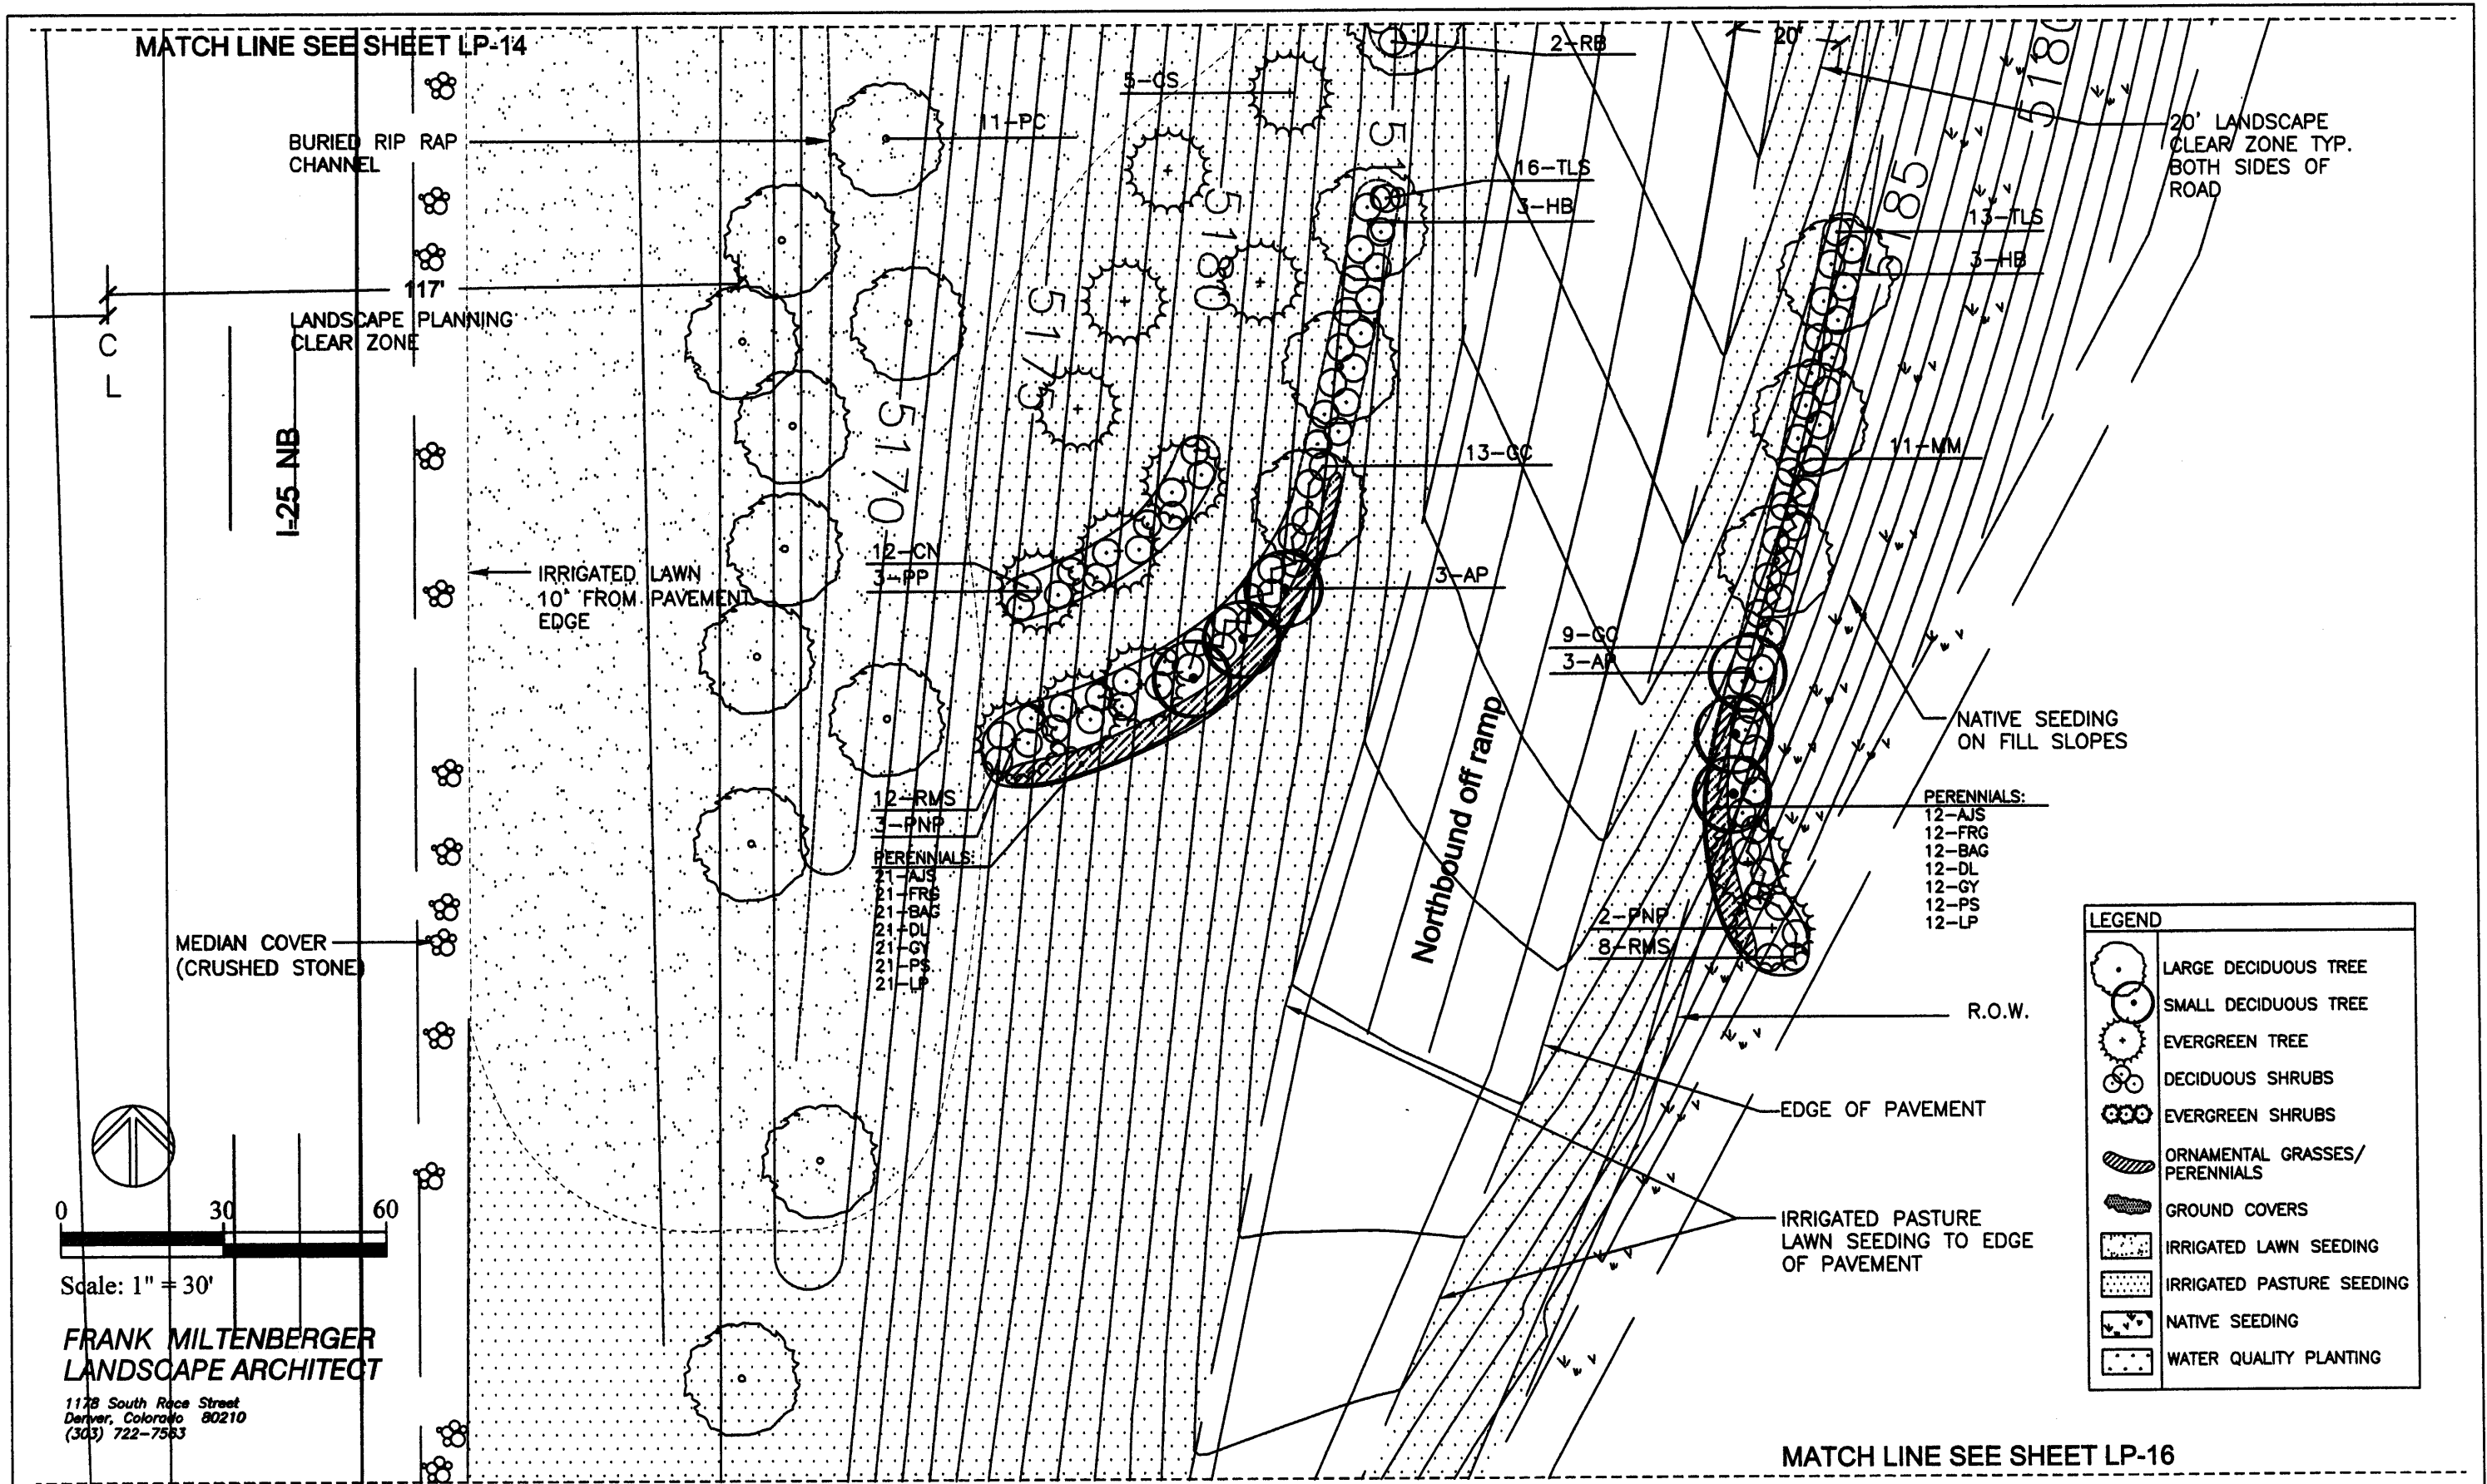 MATCH LINE SEE SHEET LP-14
2-RB
20'
5180
5-CS
11-PC
BURIED RIP RAP
CHANNEL
20' LANDSCAPE
CLEAR ZONE TYP.
BOTH SIDES OF
ROAD
16-TLS
3-HB
5185
13-TLS
3-HB
5180
117'
LANDSCAPE PLANNING
CLEAR ZONE
C
L
5175
5170
I-25 NB
11-MM
13-GC
12-CN
3-PP
3-AP
IRRIGATED LAWN
10' FROM PAVEMENT
EDGE
9-GC
3-AP
Northbound off ramp
NATIVE SEEDING
ON FILL SLOPES
12-RMS
3-PNP
PERENNIALS:
21-AJS
21-FRG
21-BAG
21-DL
21-GY
21-PS
21-LP
PERENNIALS:
12-AJS
12-FRG
12-BAG
12-DL
12-GY
12-PS
12-LP
2-PNP
8-RMS
MEDIAN COVER
(CRUSHED STONE)
R.O.W.
EDGE OF PAVEMENT
IRRIGATED PASTURE
LAWN SEEDING TO EDGE
OF PAVEMENT
LEGEND
LARGE DECIDUOUS TREE
SMALL DECIDUOUS TREE
EVERGREEN TREE
DECIDUOUS SHRUBS
EVERGREEN SHRUBS
ORNAMENTAL GRASSES/
PERENNIALS
GROUND COVERS
IRRIGATED LAWN SEEDING
IRRIGATED PASTURE SEEDING
NATIVE SEEDING
WATER QUALITY PLANTING
0 30 60
Scale: 1" = 30'
FRANK MILTENBERGER
LANDSCAPE ARCHITECT
1178 South Race Street
Denver, Colorado 80210
(303) 722-7563
MATCH LINE SEE SHEET LP-16